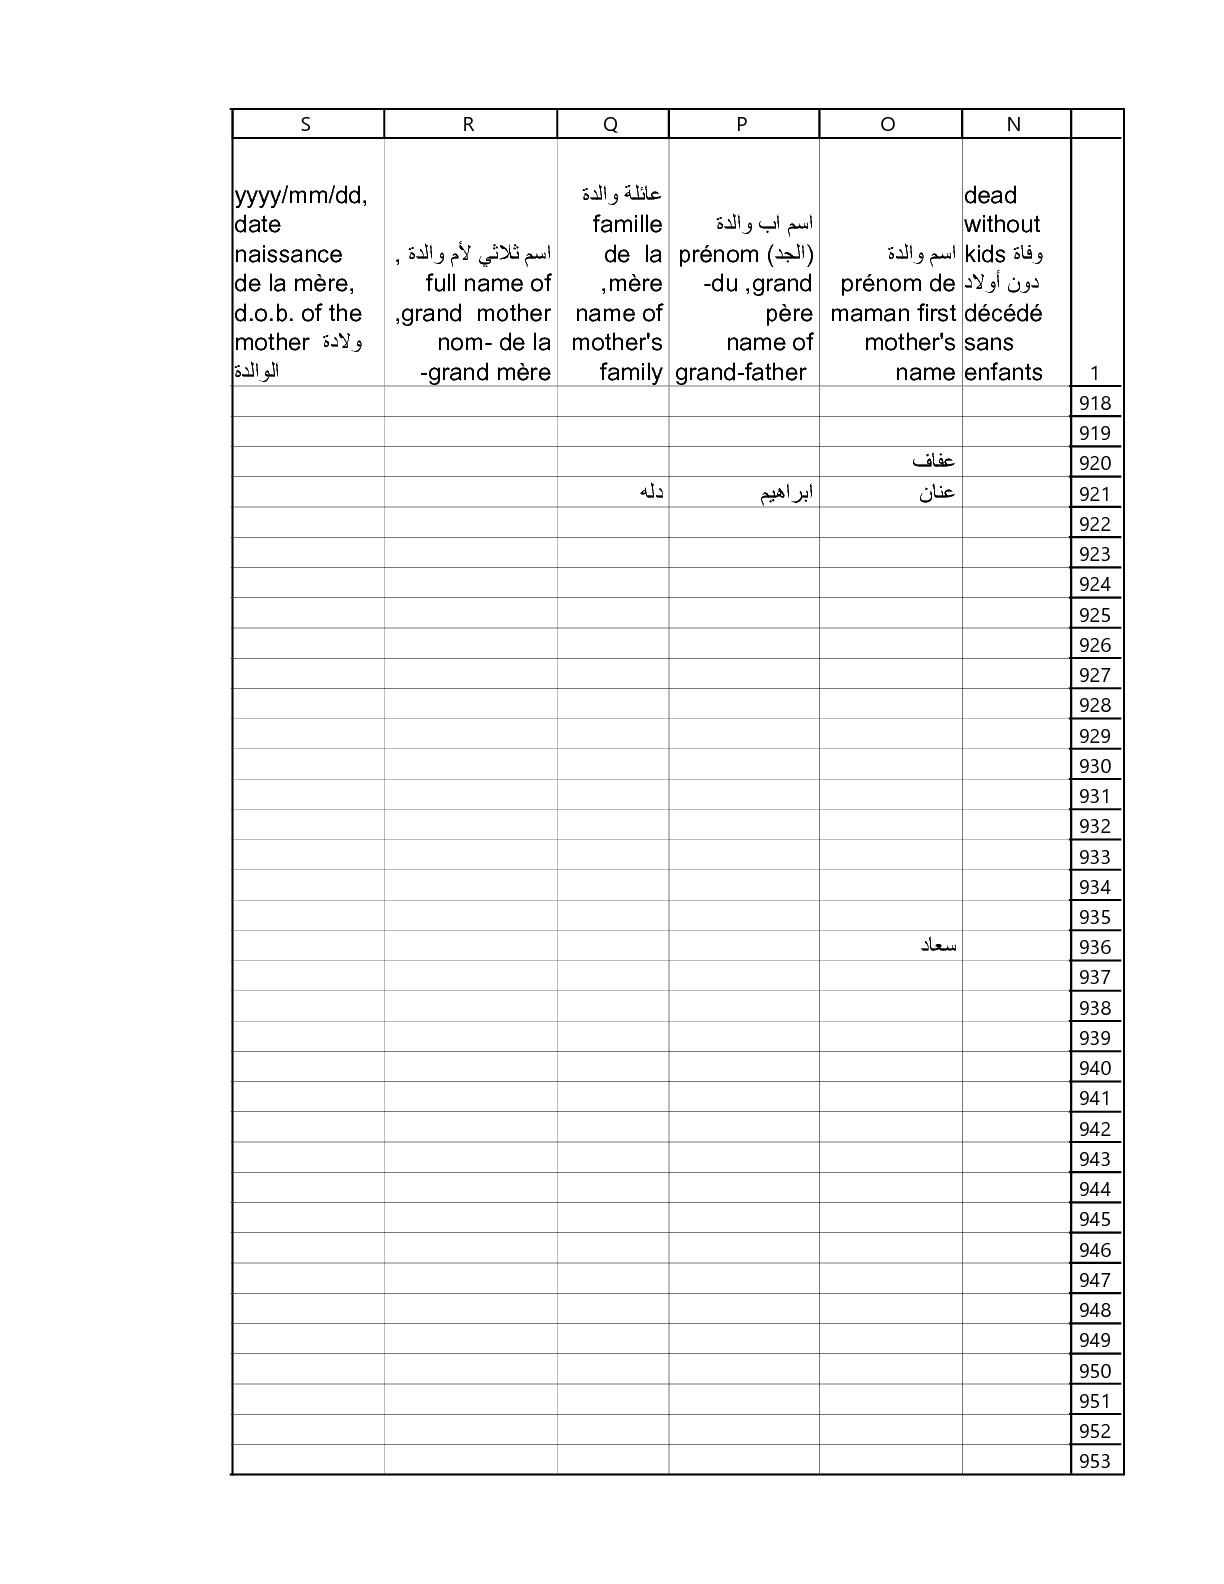 S R Q P O N
yyyy/mm/dd,
date
naissance
de la mère,
d.o.b. of the
mother ولادة
الوالدة
اسم ثلاثي لأم والدة ,
full name of
,grand mother
nom- de la
-grand mère
عائلة والدة
famille
de la
,mère
name of
mother's
family
اسم اب والدة
(الجد) prénom
-du ,grand
père
name of
grand-father
اسم والدة
prénom de
maman first
mother's
name
dead
without
kids وفاة
دون أولاد
décédé
sans
enfants
1
918
919
عفاف 920
دله ابراهيم عنان 921
922
923
924
925
926
927
928
929
930
931
932
933
934
935
سعاد 936
937
938
939
940
941
942
943
944
945
946
947
948
949
950
951
952
953